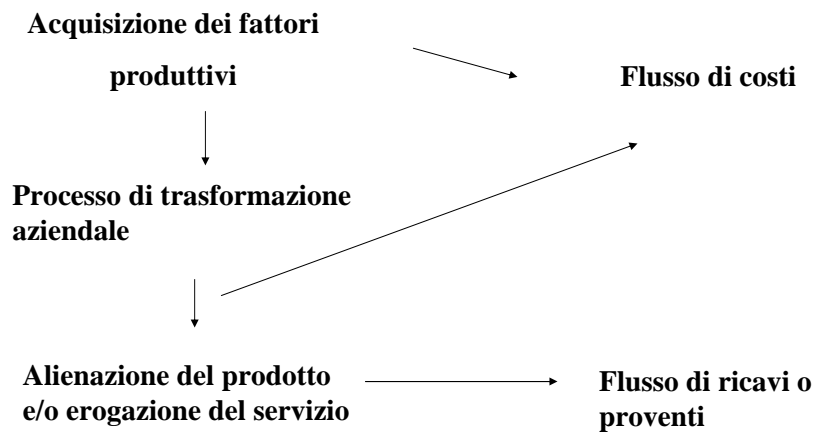 Acquisizione dei fattori
produttivi
Flusso di costi
Processo di trasformazione
aziendale
Alienazione del prodotto
e/o erogazione del servizio
Flusso di ricavi o
proventi